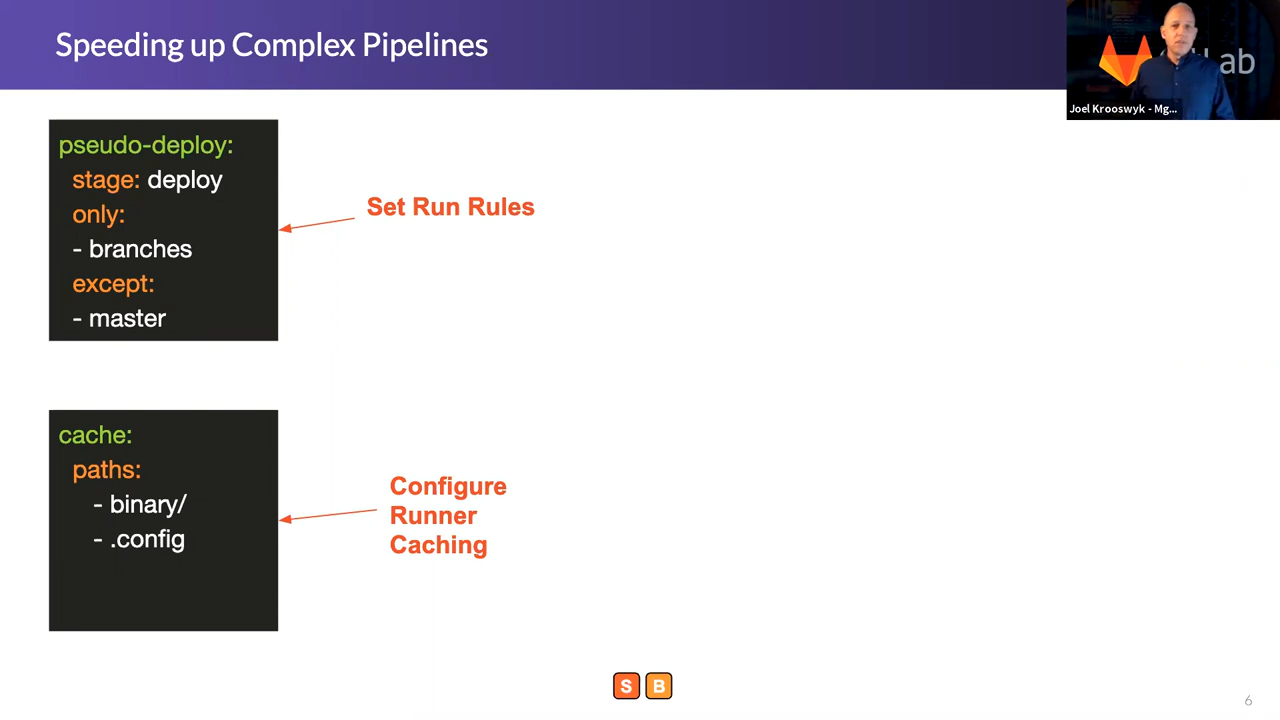 Speeding up Complex Pipelines
ab
Joel Krooswyk - Mg...
pseudo-deploy:
stage: deploy
only:
- branches
except:
- master
Set Run Rules
cache:
paths:
- binary/
- .config
Configure
Runner
Caching
S B
6